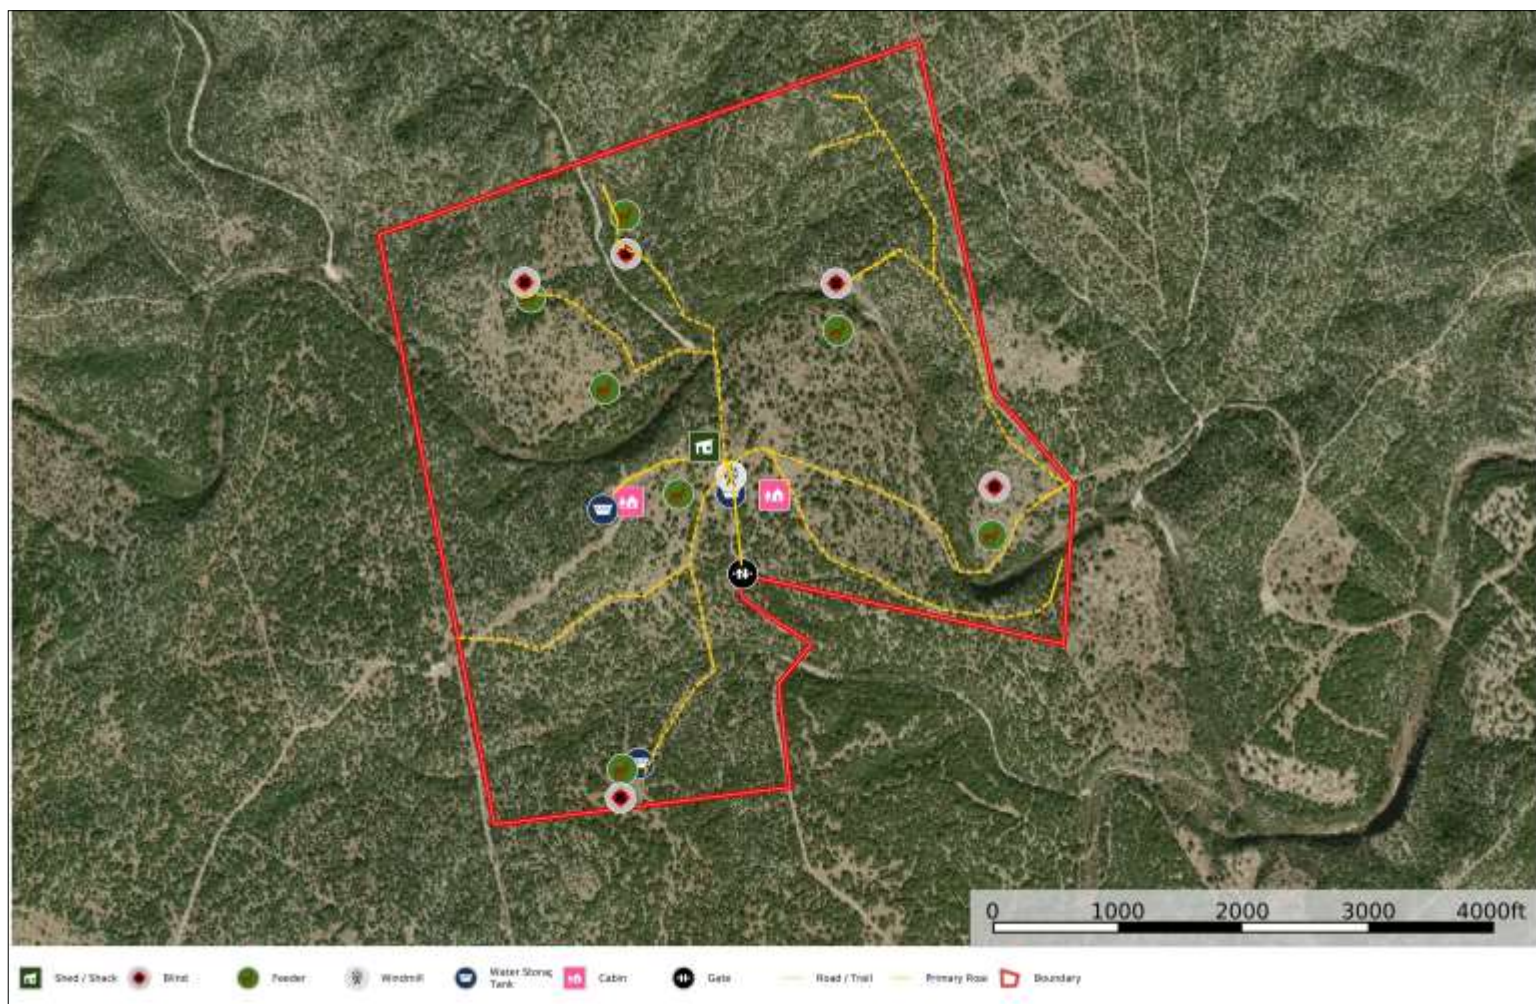 0 1000 2000 3000 4000ft
Shed / Shack
Blind
Feeder
Windmill
Water Storag
Tank
Cabin
Gate
Road / Trail
Primary Roa
Boundary